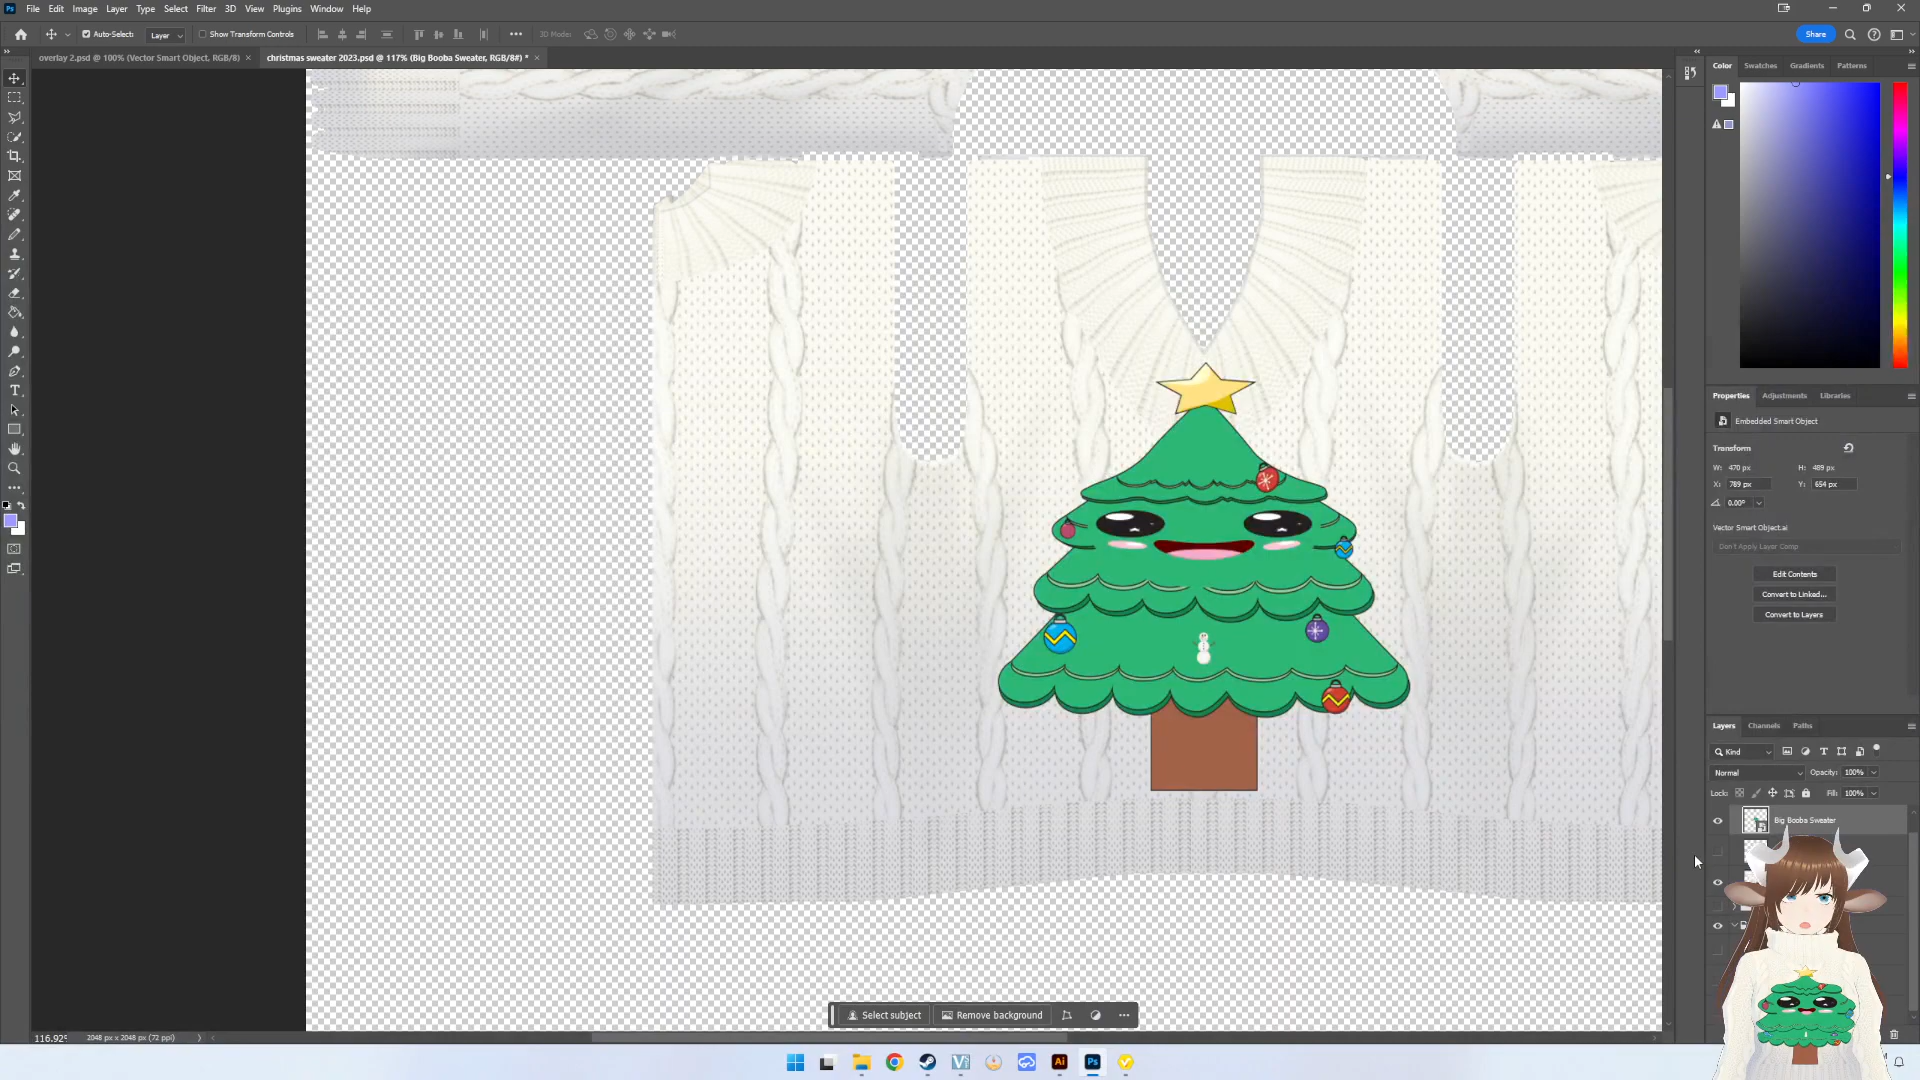 File Edit Image Layer Type Select Filter 3D View Plugins Window Help
Auto-Select: Layer Show Transform Controls 3D Mode: Share
overlay 2.psd @ 100% (Vector Smart Object, RGB/8) × christmas sweater 2023.psd @ 117% (Big Booba Sweater, RGB/8#) * ×
Color Swatches Gradients Patterns
Properties Adjustments Libraries
Embedded Smart Object
Transform
W: 470 px H: 489 px
X: 789 px Y: 654 px
0.00°
Vector Smart Object.ai
Don't Apply Layer Comp
Edit Contents
Convert to Linked...
Convert to Layers
Layers Channels Paths
Kind
Normal Opacity: 100%
Lock: Fill: 100%
Big Booba Sweater
Select subject Remove background
116.92% 2048 px x 2048 px (72 ppi)